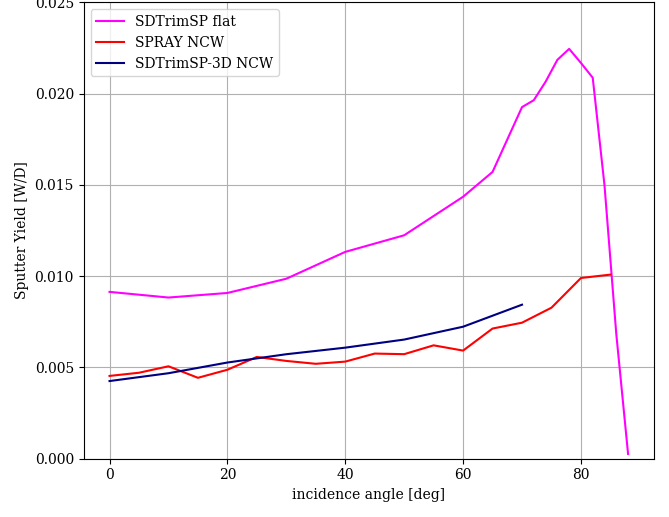 0.025
0.020
0.015
0.010
0.005
0.000
Sputter Yield [W/D]
SDTrimSP flat
SPRAY NCW
SDTrimSP-3D NCW
0 20 40 60 80
incidence angle [deg]